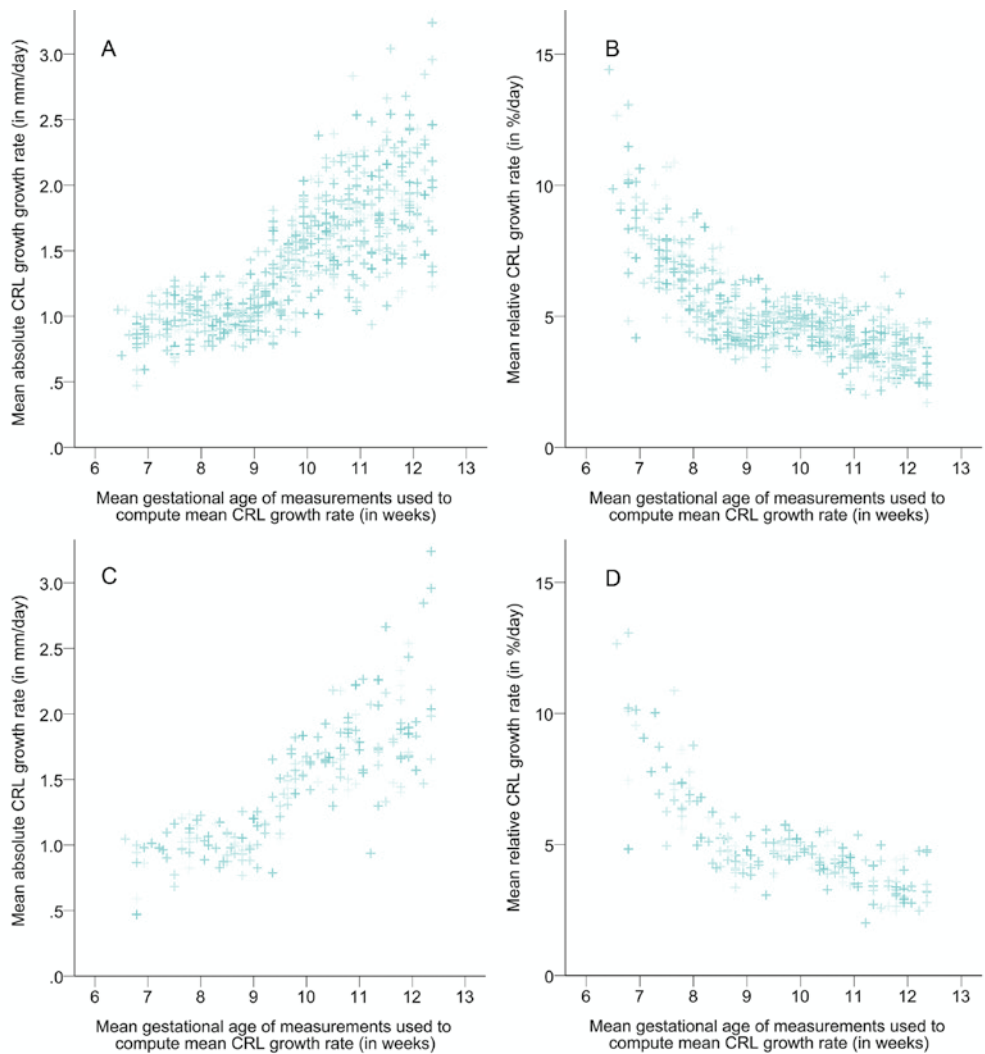 A
Mean absolute CRL growth growth rate (in mm/day)
3.0
2.5
2.0
1.5
1.0
.5
.0
6 7 8 9 10 11 12 13
Mean gestational age of measurements used to
compute mean CRL growth rate (in weeks)
B
Mean relative CRL growth rate (in %/day)
15
10
5
0
6 7 8 9 10 11 12 13
Mean gestational age of measurements used to
compute mean CRL growth rate (in weeks)
C
Mean absolute CRL growth rate (in mm/day)
3.0
2.5
2.0
1.5
1.0
.5
.0
6 7 8 9 10 11 12 13
Mean gestational age of measurements used to
compute mean CRL growth rate (in weeks)
D
Mean relative CRL growth rate (in %/day)
15
10
5
0
6 7 8 9 10 11 12 13
Mean gestational age of measurements used to
compute mean CRL growth rate (in weeks)